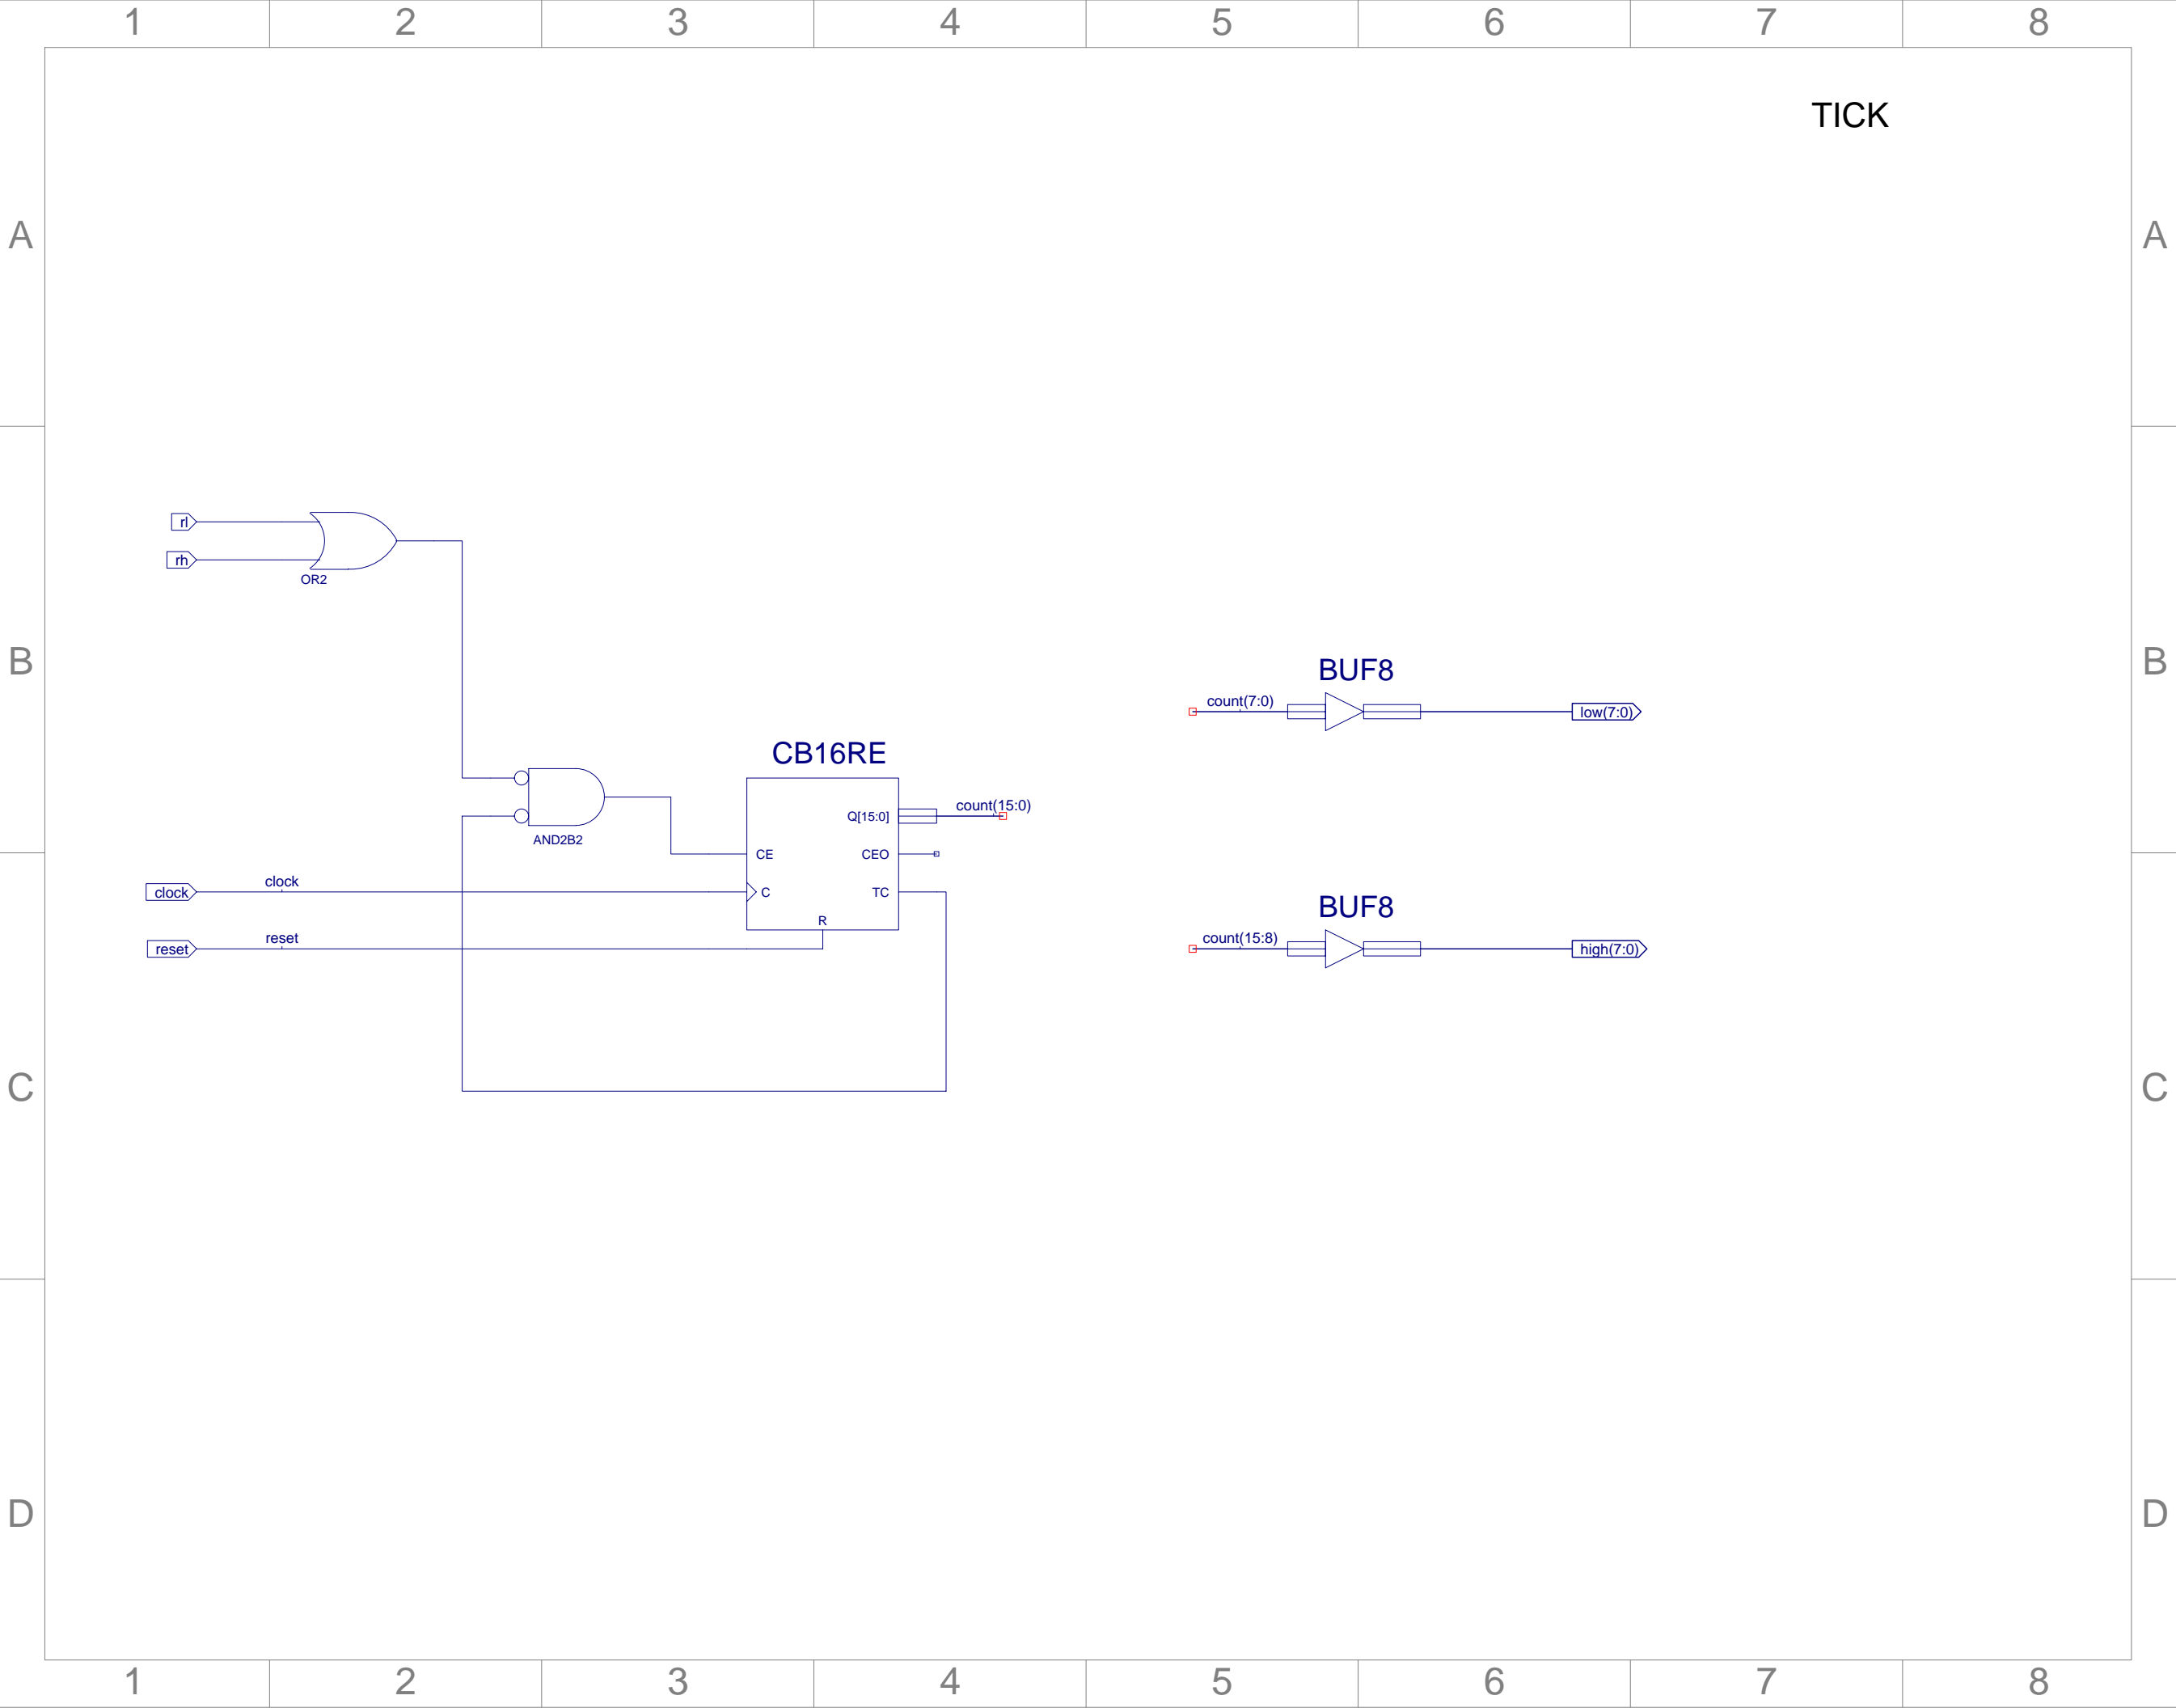 1 2 3 4 5 6 7 8
TICK
A A
rl
rh
OR2
B B
BUF8
count(7:0) low(7:0)
CB16RE
count(15:0)
Q[15:0]
AND2B2
CE CEO
clock clock C TC
BUF8
R
reset reset count(15:8) high(7:0)
C C
D D
1 2 3 4 5 6 7 8